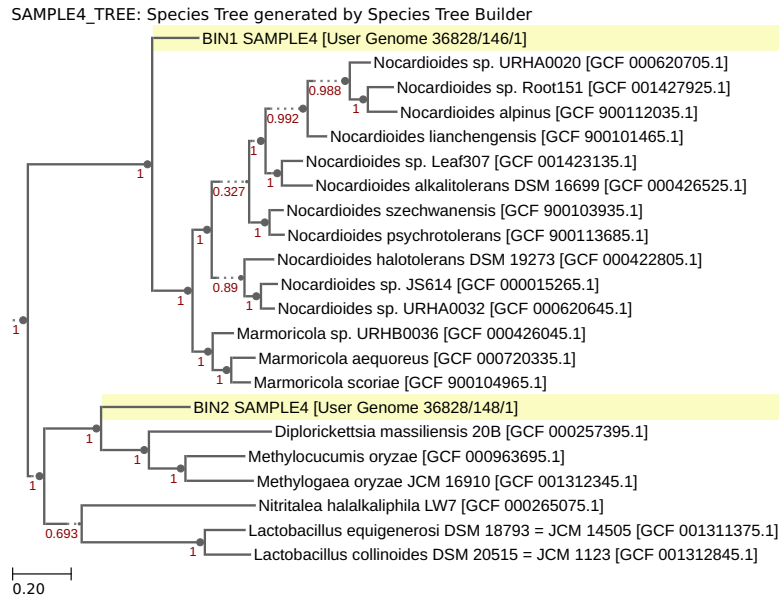 SAMPLE4_TREE: Species Tree generated by Species Tree Builder
BIN1 SAMPLE4 [User Genome 36828/146/1]
Nocardioides sp. URHA0020 [GCF 000620705.1]
0.988
Nocardioides sp. Root151 [GCF 001427925.1]
1
Nocardioides alpinus [GCF 900112035.1]
0.992
Nocardioides lianchengensis [GCF 900101465.1]
1
Nocardioides sp. Leaf307 [GCF 001423135.1]
1
1
Nocardioides alkalitolerans DSM 16699 [GCF 000426525.1]
0.327
Nocardioides szechwanensis [GCF 900103935.1]
1
Nocardioides psychrotolerans [GCF 900113685.1]
1
Nocardioides halotolerans DSM 19273 [GCF 000422805.1]
Nocardioides sp. JS614 [GCF 000015265.1]
0.89
1
1
Nocardioides sp. URHA0032 [GCF 000620645.1]
1
Marmoricola sp. URHB0036 [GCF 000426045.1]
1
Marmoricola aequoreus [GCF 000720335.1]
1
Marmoricola scoriae [GCF 900104965.1]
BIN2 SAMPLE4 [User Genome 36828/148/1]
Diplorickettsia massiliensis 20B [GCF 000257395.1]
1
Methylocucumis oryzae [GCF 000963695.1]
1
1
Methylogaea oryzae JCM 16910 [GCF 001312345.1]
1
Nitritalea halalkaliphila LW7 [GCF 000265075.1]
Lactobacillus equigenerosi DSM 18793 = JCM 14505 [GCF 001311375.1]
0.693
1
Lactobacillus collinoides DSM 20515 = JCM 1123 [GCF 001312845.1]
0.20